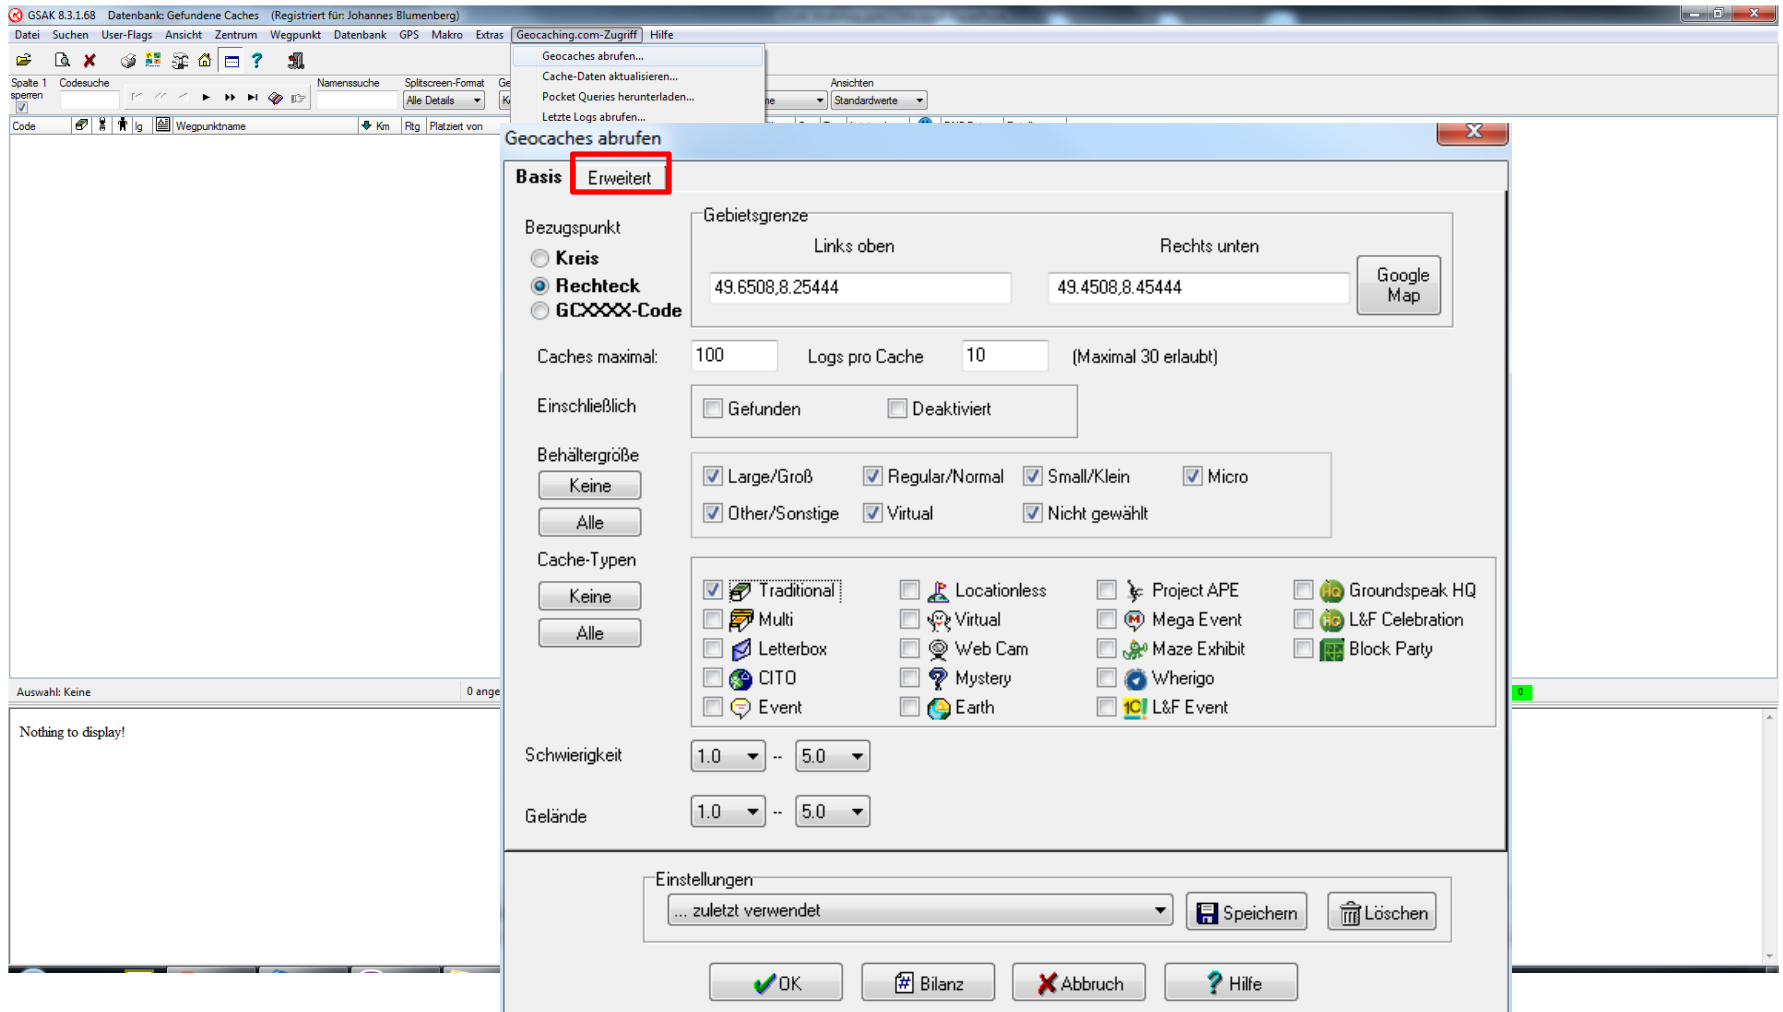 GSAK 8.3.1.68 Datenbank: Gefundene Caches (Registriert für: Johannes Blumenberg)
Datei Suchen User-Flags Ansicht Zentrum Wegpunkt Datenbank GPS Makro Extras Geocaching.com-Zugriff Hilfe
Geocaches abrufen...
Cache-Daten aktualisieren...
Pocket Queries herunterladen...
Letzte Logs abrufen...
Spalte 1 sperren
Codesuche
Namenssuche
Splitscreen-Format
Alle Details
Ansichten
Standardwerte
Code Ig Wegpunktname Km Rtg Platziert von
Geocaches abrufen
Basis Erweitert
Bezugspunkt
Kreis
Rechteck
GCXXXX-Code
Gebietsgrenze
Links oben Rechts unten
49.6508,8.25444 49.4508,8.45444
Google Map
Caches maximal: 100 Logs pro Cache 10 (Maximal 30 erlaubt)
Einschließlich Gefunden Deaktiviert
Behältergröße
Keine
Alle
Large/Groß Regular/Normal Small/Klein Micro
Other/Sonstige Virtual Nicht gewählt
Cache-Typen
Keine
Alle
Traditional Locationless Project APE Groundspeak HQ
Multi Virtual Mega Event L&F Celebration
Letterbox Web Cam Maze Exhibit Block Party
CITO Mystery Wherigo
Event Earth L&F Event
Schwierigkeit 1.0 -- 5.0
Gelände 1.0 -- 5.0
Einstellungen
... zuletzt verwendet Speichern Löschen
OK Bilanz Abbruch Hilfe
Auswahl: Keine 0 ange
0
Nothing to display!